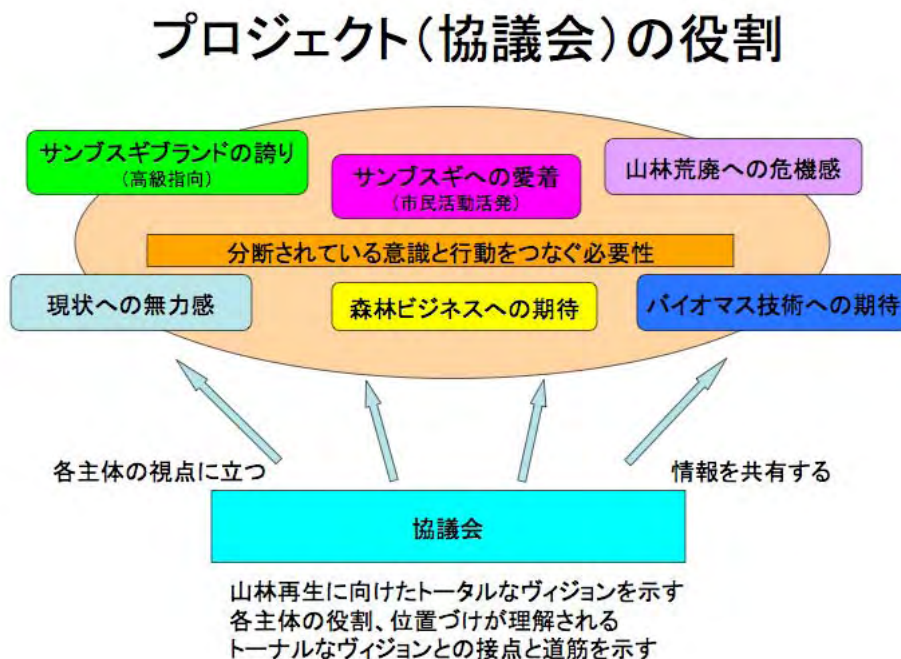 プロジェクト(協議会)の役割
サンブスギブランドの誇り
(高級指向)
サンブスギへの愛着
(市民活動活発)
山林荒廃への危機感
分断されている意識と行動をつなぐ必要性
現状への無力感
森林ビジネスへの期待
バイオマス技術への期待
各主体の視点に立つ
情報を共有する
協議会
山林再生に向けたトータルなヴィジョンを示す
各主体の役割、位置づけが理解される
トーナルなヴィジョンとの接点と道筋を示す